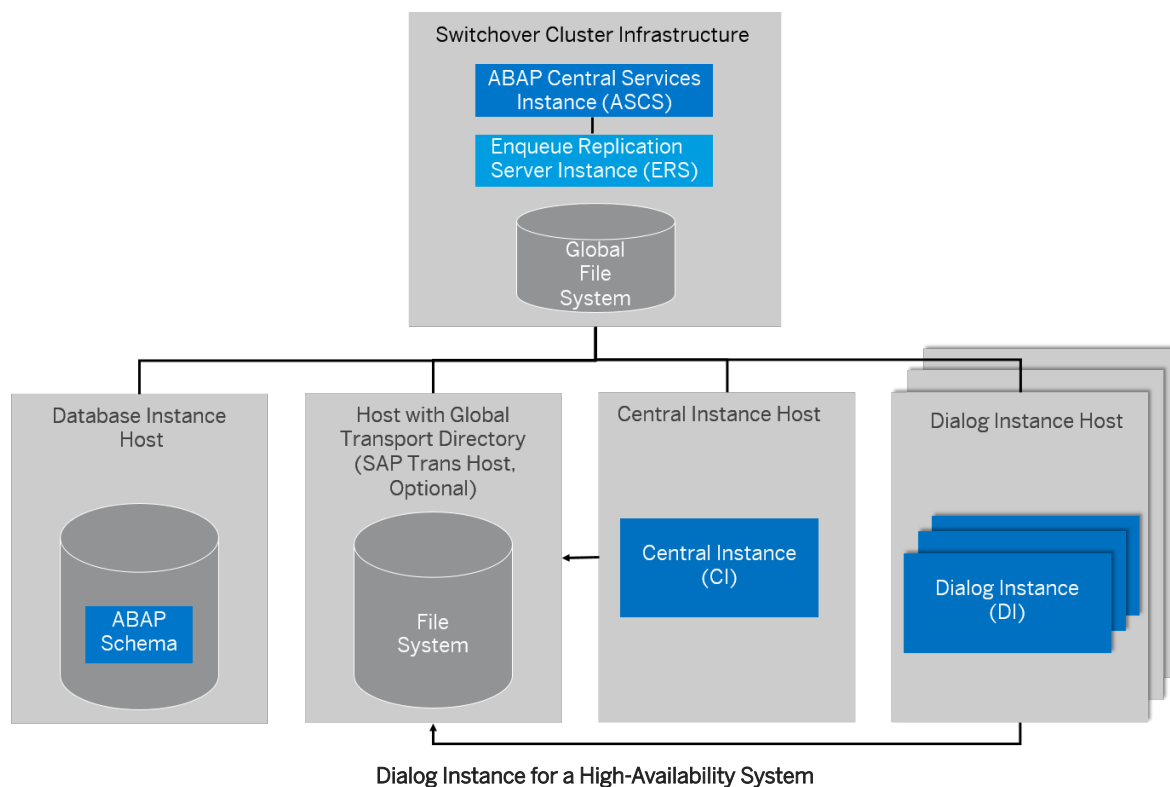 Switchover Cluster Infrastructure
ABAP Central Services
Instance (ASCS)
Enqueue Replication
Server Instance (ERS)
Global
File
System
Database Instance
Host
ABAP
Schema
Host with Global
Transport Directory
(SAP Trans Host,
Optional)
File
System
Central Instance Host
Central Instance
(CI)
Dialog Instance Host
Dialog Instance
(DI)
Dialog Instance for a High-Availability System